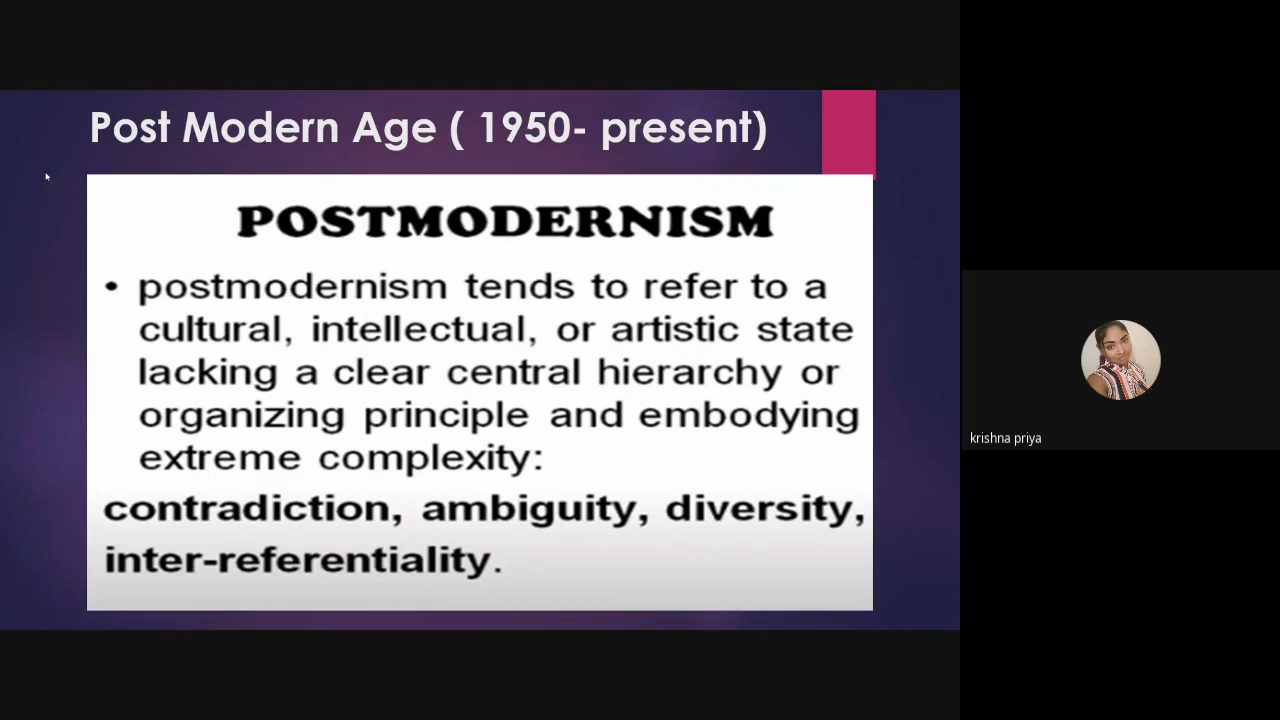 Post Modern Age ( 1950- present)
POSTMODERNISM
• postmodernism tends to refer to a
cultural, intellectual, or artistic state
lacking a clear central hierarchy or
organizing principle and embodying
extreme complexity:
contradiction, ambiguity, diversity,
inter-referentiality.
krishna priya